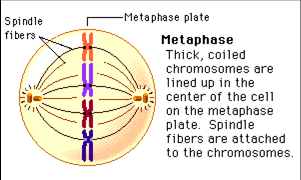 Spindle
fibers
Metaphase plate
Metaphase
Thick, coiled
chromosomes are
lined up in the
center of the cell
on the metaphase
plate. Spindle
fibers are attached
to the chromosomes.